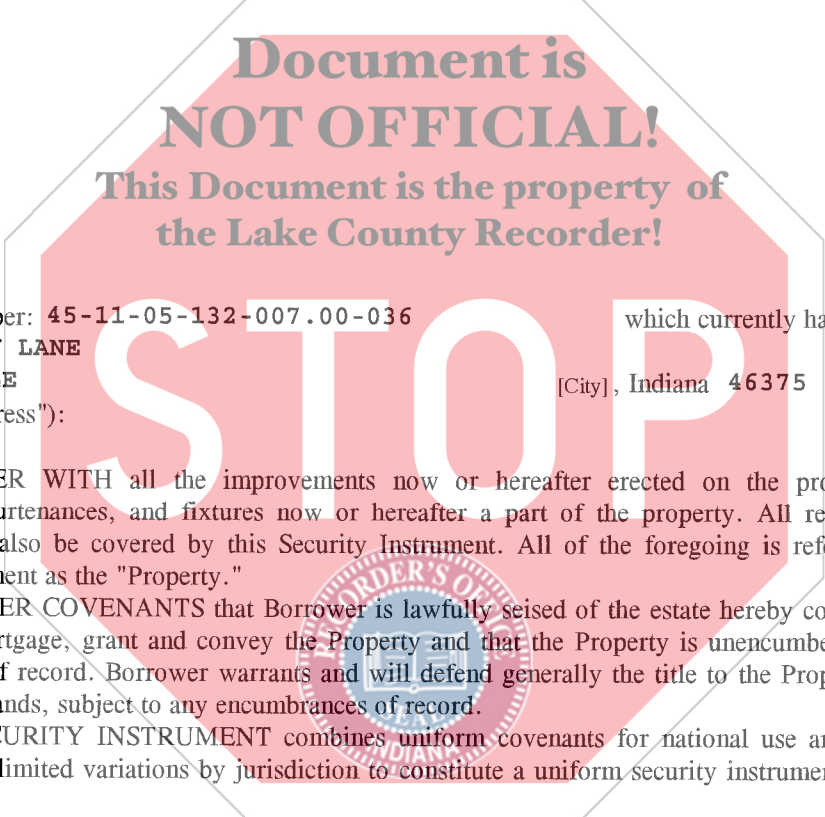 Document is
NOT OFFICIAL!
This Document is the property of
the Lake County Recorder!
STOP
ber: 45-11-05-132-007.00-036 which currently ha
LANE
E [City], Indiana 46375
ress"):
ER WITH all the improvements now or hereafter erected on the pro
urtenances, and fixtures now or hereafter a part of the property. All re
also be covered by this Security Instrument. All of the foregoing is refe
ment as the "Property."
ER COVENANTS that Borrower is lawfully seised of the estate hereby co
rtgage, grant and convey the Property and that the Property is unencumbe
f record. Borrower warrants and will defend generally the title to the Prop
ands, subject to any encumbrances of record.
CURITY INSTRUMENT combines uniform covenants for national use an
limited variations by jurisdiction to constitute a uniform security instrumen
RECORDER'S OFFICE
SEAL
INDIANA